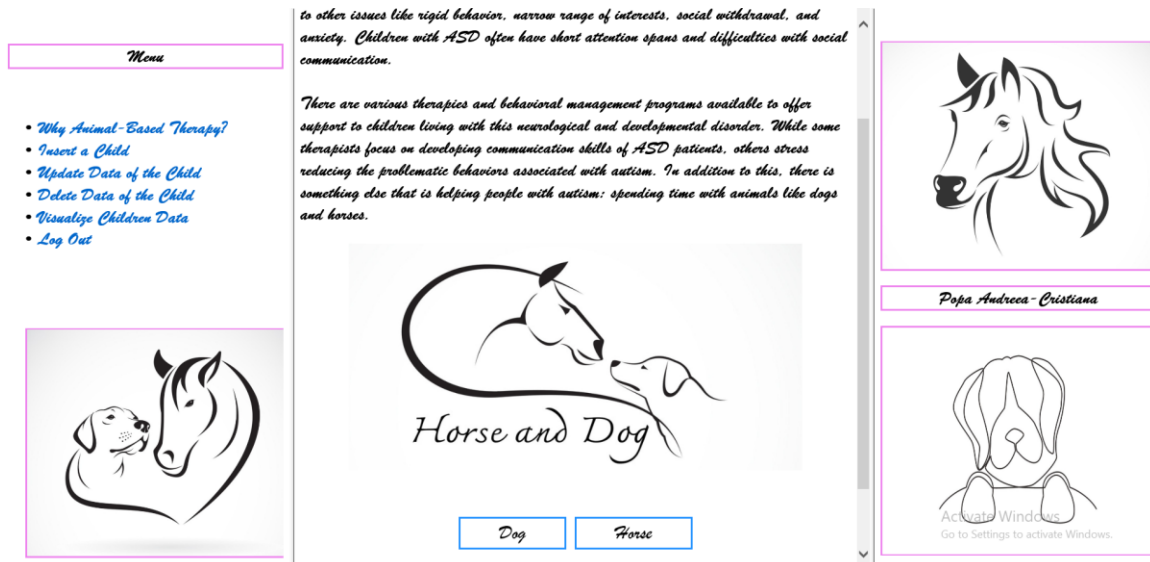 Menu
Why Animal-Based Therapy?
Insert a Child
Update Data of the Child
Delete Data of the Child
Visualize Children Data
Log Out
to other issues like rigid behavior, narrow range of interests, social withdrawal, and
anxiety. Children with ASD often have short attention spans and difficulties with social
communication.
There are various therapies and behavioral management programs available to offer
support to children living with this neurological and developmental disorder. While some
therapists focus on developing communication skills of ASD patients, others stress
reducing the problematic behaviors associated with autism. In addition to this, there is
something else that is helping people with autism: spending time with animals like dogs
and horses.
Horse and Dog
Dog
Horse
Popa Andreea-Cristiana
Activate Windows
Go to Settings to activate Windows.